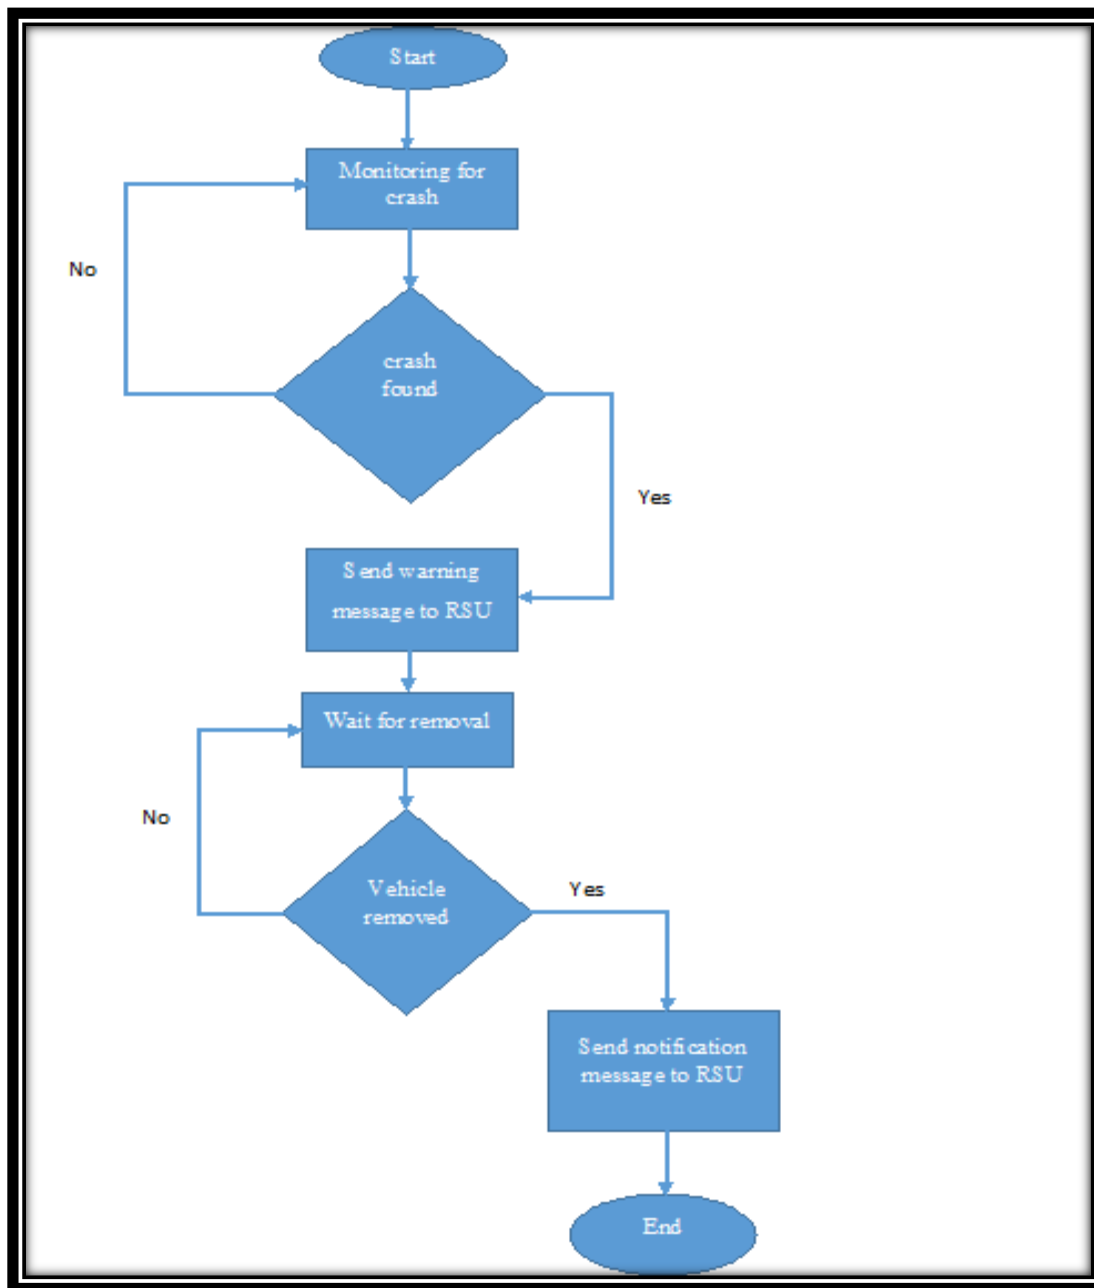 Start
Monitoring for
crash
No
crash
found
Yes
Send warning
message to RSU
Wait for removal
No
Vehicle
removed
Yes
Send notification
message to RSU
End